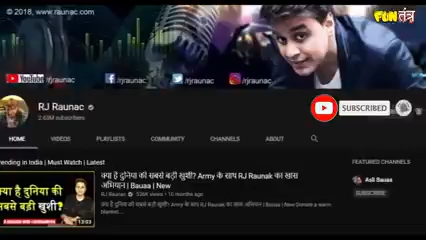 © 2018, www.raunac.com
FUNतंत्र
YouTube /rjraunac
/rjraunac
/rjraunac
/rjraunac
RJ Raunac
SUBSCRIBED
2.63M subscribers
HOME VIDEOS PLAYLISTS COMMUNITY CHANNELS ABOUT
Trending in India | Must Watch | Latest
क्या है दुनिया की
सबसे बड़ी खुशी?
13:03
क्या है दुनिया की सबसे बड़ी खुशी? Army के साथ RJ Raunak का खास
अभियान | Bauaa | New
RJ Raunac
10 months ago
FEATURED CHANNELS
Asli Bauaa
SUBSCRIBE